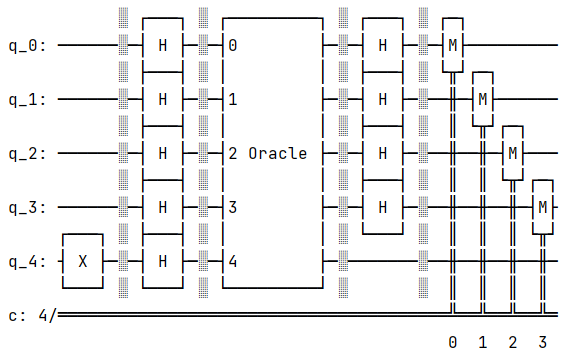 q_0: H 0 H M
q_1: H 1 H M
q_2: H 2 Oracle H M
q_3: H 3 H M
q_4: X H 4
c: 4/
0 1 2 3